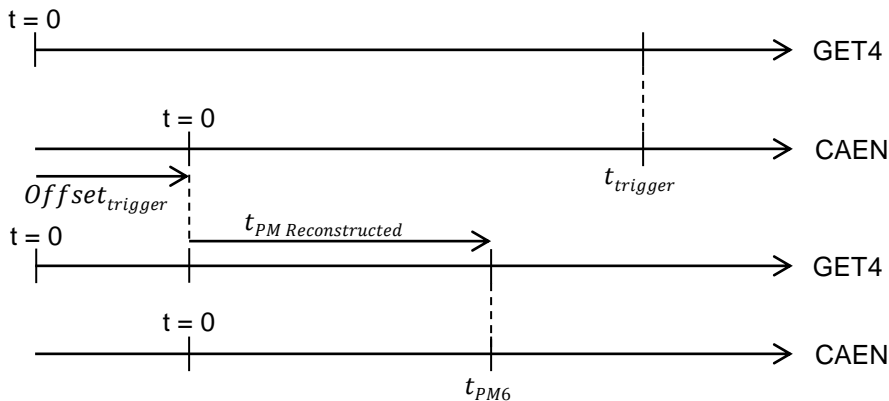 t = 0
GET4
t = 0
CAEN
t_trigger
Offset_trigger
t_PM Reconstructed
t = 0
GET4
t = 0
CAEN
t_PM6